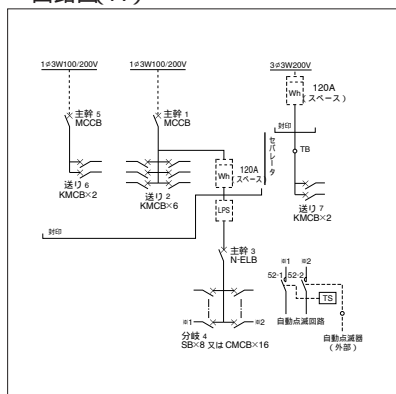 1φ3W100/200V
1φ3W100/200V
3φ3W200V
Wh
120A
(スペース)
主幹 5
MCCB
主幹 1
MCCB
封印
セパレータ
TB
Wh
120A
スペース)
送り 6
KMCB×2
送り 2
KMCB×6
送り 7
KMCB×2
LPS
封印
主幹 3
N-ELB
※1
※2
52-1
52-2
TS
※1
※2
自動点滅回路
分岐 4
SB×8 又は CMCB×16
自動点滅器
(外部)